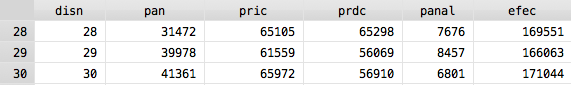 disn pan pric prdc panal efec
28 28 31472 65105 65298 7676 169551
29 29 39978 61559 56069 8457 166063
30 30 41361 65972 56910 6801 171044